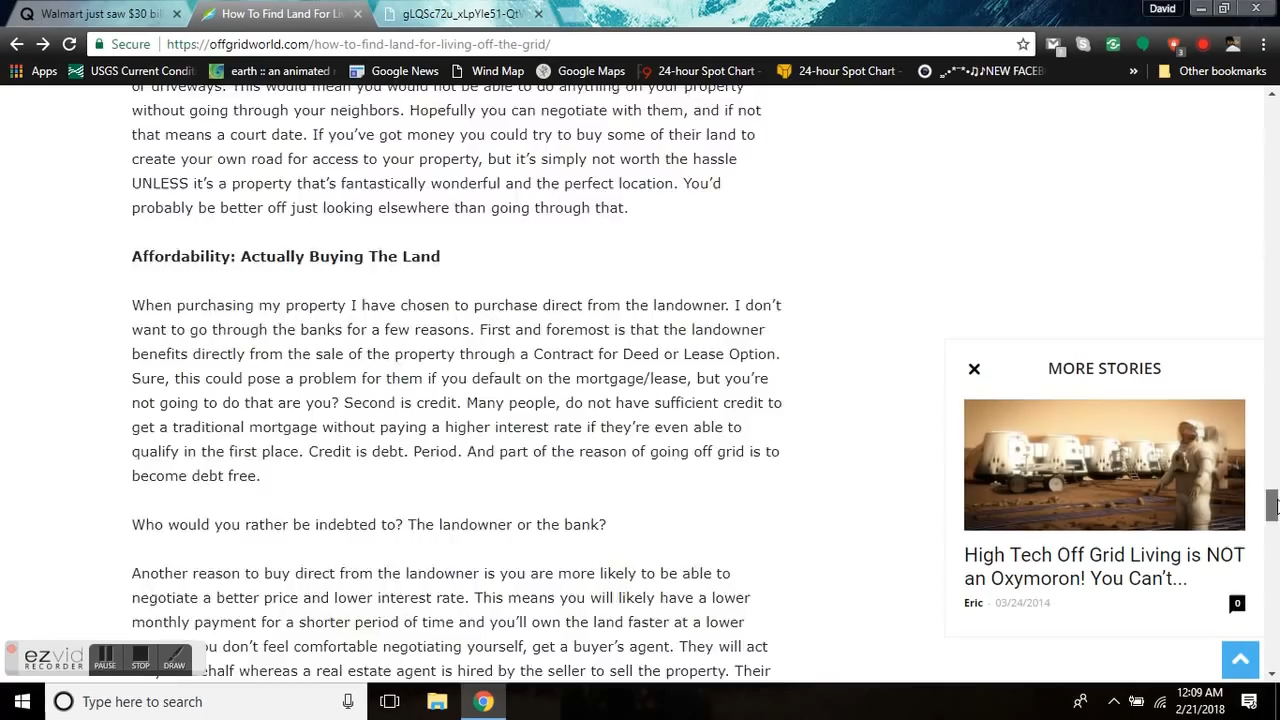 Walmart just saw $30 bil
How To Find Land For Li
gLQSc72u_xLpYle51-QtW
David
Secure
https://offgridworld.com/how-to-find-land-for-living-off-the-grid/
Apps
USGS Current Condit
earth :: an animated
Google News
Wind Map
Google Maps
24-hour Spot Chart -
24-hour Spot Chart -
NEW FACEB
»
Other bookmarks
or driveways. This would mean you would not be able to do anything on your property
without going through your neighbors. Hopefully you can negotiate with them, and if not
that means a court date. If you’ve got money you could try to buy some of their land to
create your own road for access to your property, but it’s simply not worth the hassle
UNLESS it’s a property that’s fantastically wonderful and the perfect location. You’d
probably be better off just looking elsewhere than going through that.
Affordability: Actually Buying The Land
When purchasing my property I have chosen to purchase direct from the landowner. I don’t
want to go through the banks for a few reasons. First and foremost is that the landowner
benefits directly from the sale of the property through a Contract for Deed or Lease Option.
Sure, this could pose a problem for them if you default on the mortgage/lease, but you’re
not going to do that are you? Second is credit. Many people, do not have sufficient credit to
get a traditional mortgage without paying a higher interest rate if they’re even able to
qualify in the first place. Credit is debt. Period. And part of the reason of going off grid is to
become debt free.
Who would you rather be indebted to? The landowner or the bank?
Another reason to buy direct from the landowner is you are more likely to be able to
negotiate a better price and lower interest rate. This means you will likely have a lower
monthly payment for a shorter period of time and you’ll own the land faster at a lower
ou don’t feel comfortable negotiating yourself, get a buyer’s agent. They will act
ehalf whereas a real estate agent is hired by the seller to sell the property. Their
MORE STORIES
High Tech Off Grid Living is NOT
an Oxymoron! You Can’t...
Eric - 03/24/2014
0
ezvid
RECORDER
PAUSE
STOP
DRAW
Type here to search
12:09 AM
2/21/2018